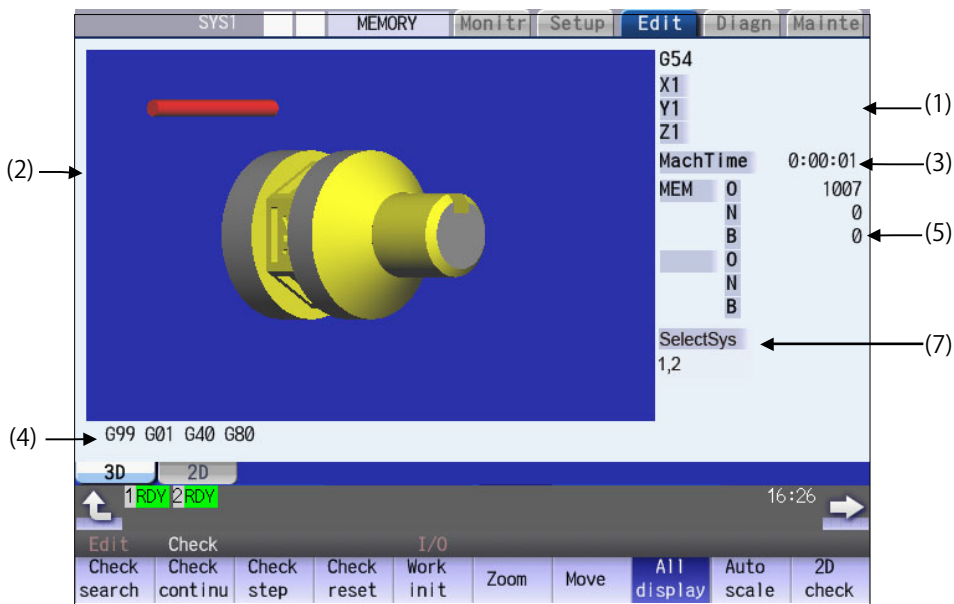 SYS1 MEMORY Monitr Setup Edit Diagn Mainte
G54
X1
Y1
Z1
(1)
(2)
MachTime 0:00:01
(3)
MEM O 1007
N 0
B 0
(5)
O
N
B
SelectSys
(7)
1,2
(4)
G99 G01 G40 G80
3D 2D
1 RDY 2 RDY 16:26
Edit Check I/O
Check search
Check continu
Check step
Check reset
Work init
Zoom
Move
All display
Auto scale
2D check